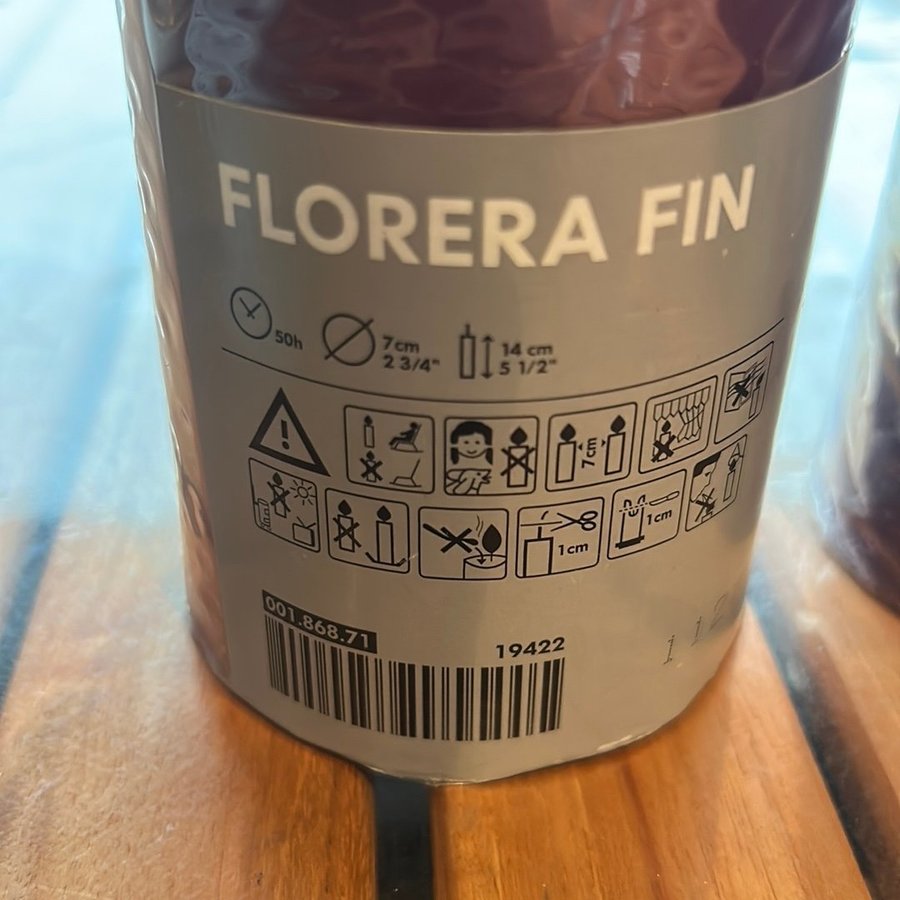 FLORERA FIN
50h
7cm
2 3/4"
14 cm
5 1/2"
7cm
1cm
1cm
001.868.71
19422